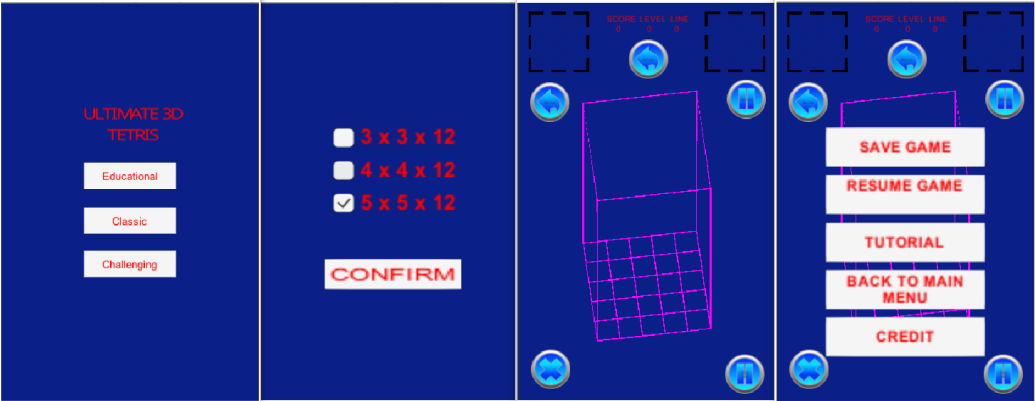 ULTIMATE 3D
TETRIS
Educational
Classic
Challenging
3 x 3 x 12
4 x 4 x 12
5 x 5 x 12
CONFIRM
SCORE LEVEL LINE
0 0 0
SCORE LEVEL LINE
0 0 0
SAVE GAME
RESUME GAME
TUTORIAL
BACK TO MAIN
MENU
CREDIT